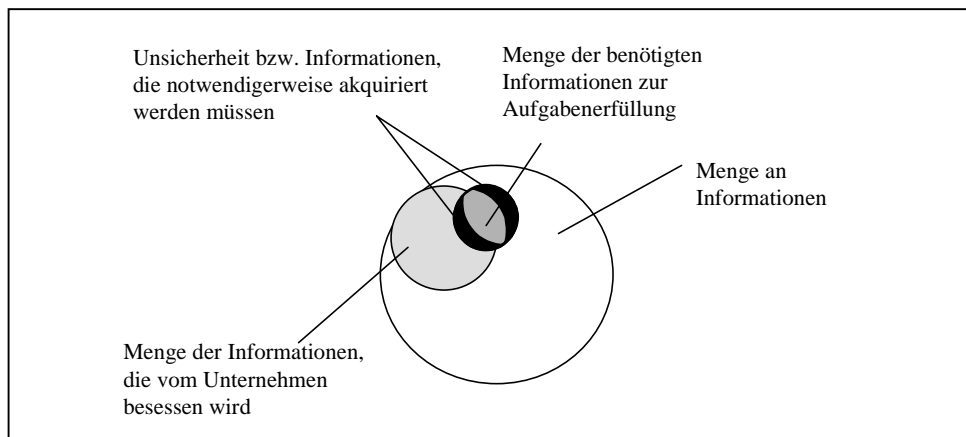 Unsicherheit bzw. Informationen,
die notwendigerweise akquiriert
werden müssen
Menge der benötigten
Informationen zur
Aufgabenerfüllung
Menge an
Informationen
Menge der Informationen,
die vom Unternehmen
besessen wird